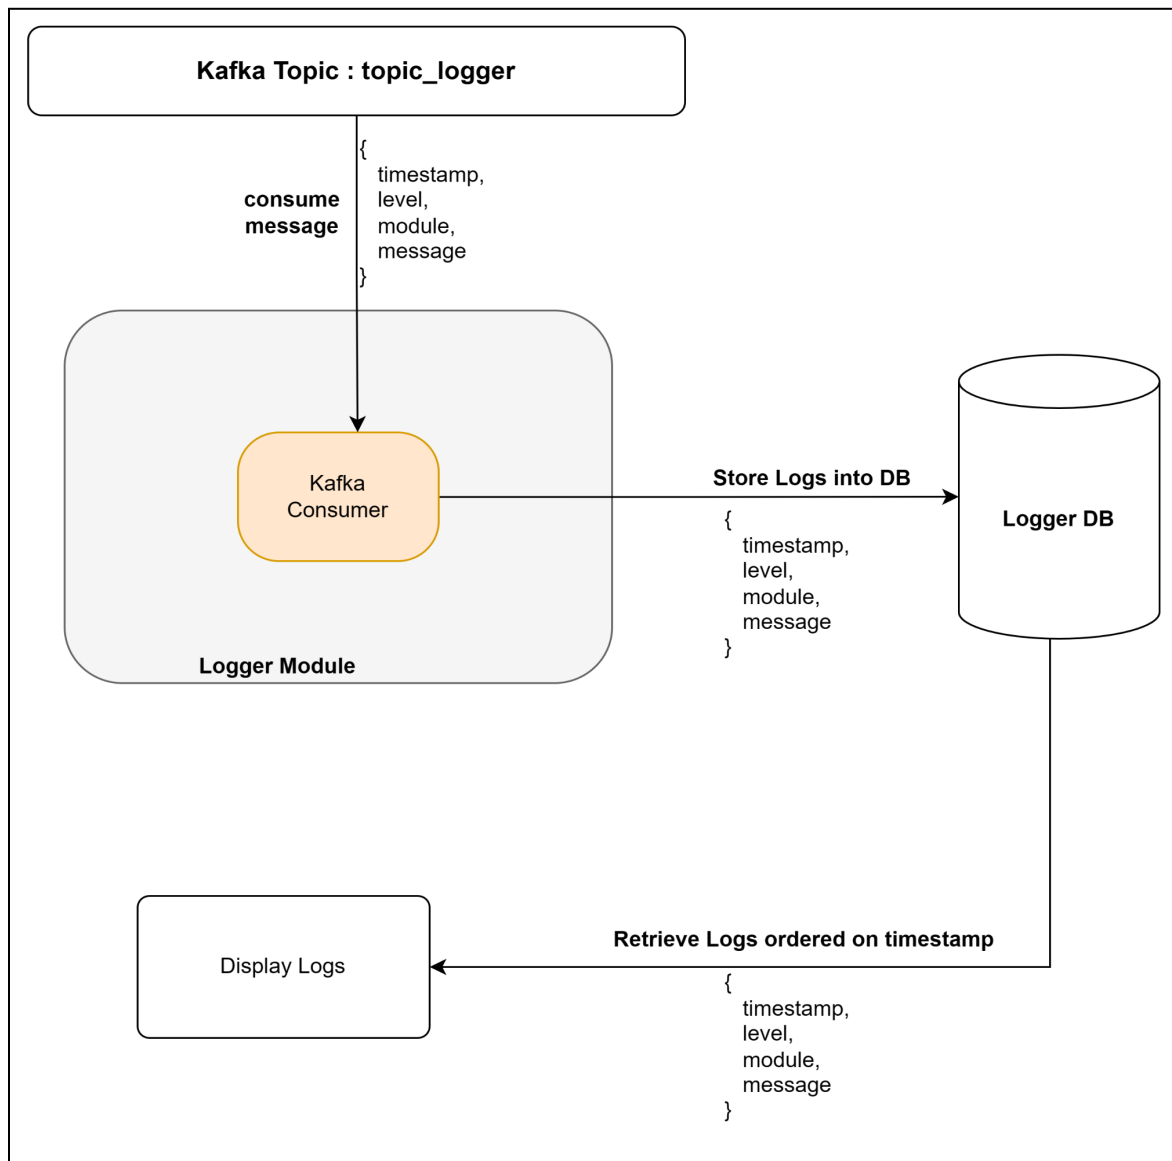 Kafka Topic : topic_logger
{
timestamp,
level,
module,
message
}
consume
message
Kafka
Consumer
Logger Module
Store Logs into DB
{
timestamp,
level,
module,
message
}
Logger DB
Retrieve Logs ordered on timestamp
{
timestamp,
level,
module,
message
}
Display Logs